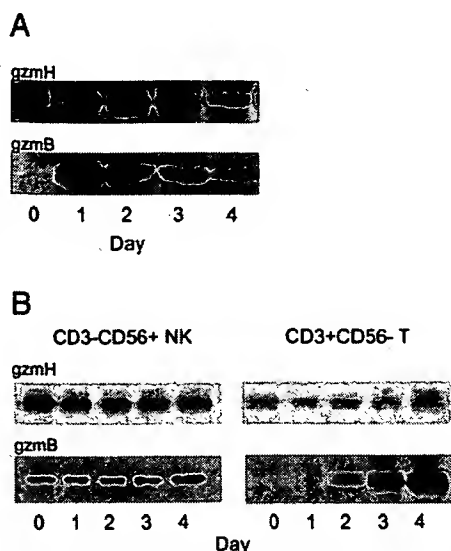 A
gzmH
gzmB
0 1 2 3 4
Day
B
CD3-CD56+ NK CD3+CD56- T
gzmH
gzmB
0 1 2 3 4 0 1 2 3 4
Day